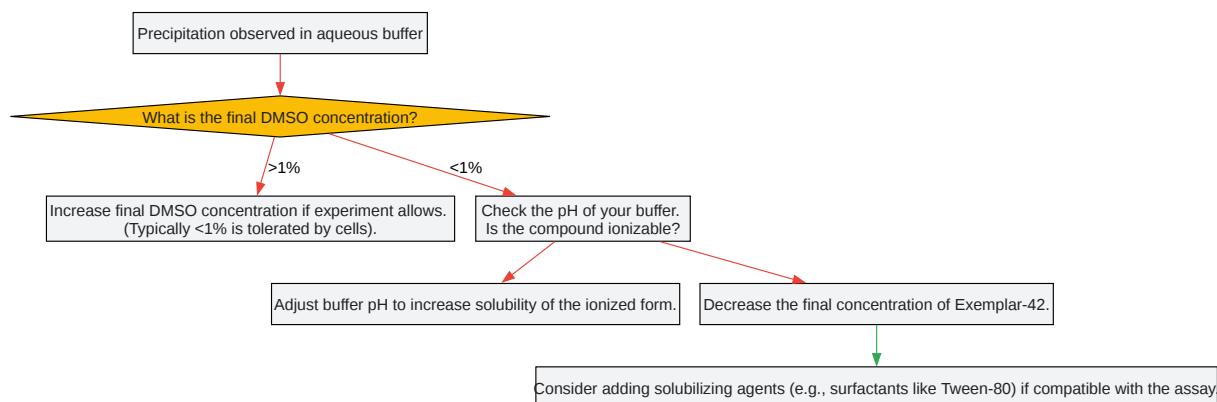 Precipitation observed in aqueous buffer
What is the final DMSO concentration?
>1%
<1%
Increase final DMSO concentration if experiment allows.
(Typically <1% is tolerated by cells).
Check the pH of your buffer.
Is the compound ionizable?
Adjust buffer pH to increase solubility of the ionized form.
Decrease the final concentration of Exemplar-42.
Consider adding solubilizing agents (e.g., surfactants like Tween-80) if compatible with the assay.